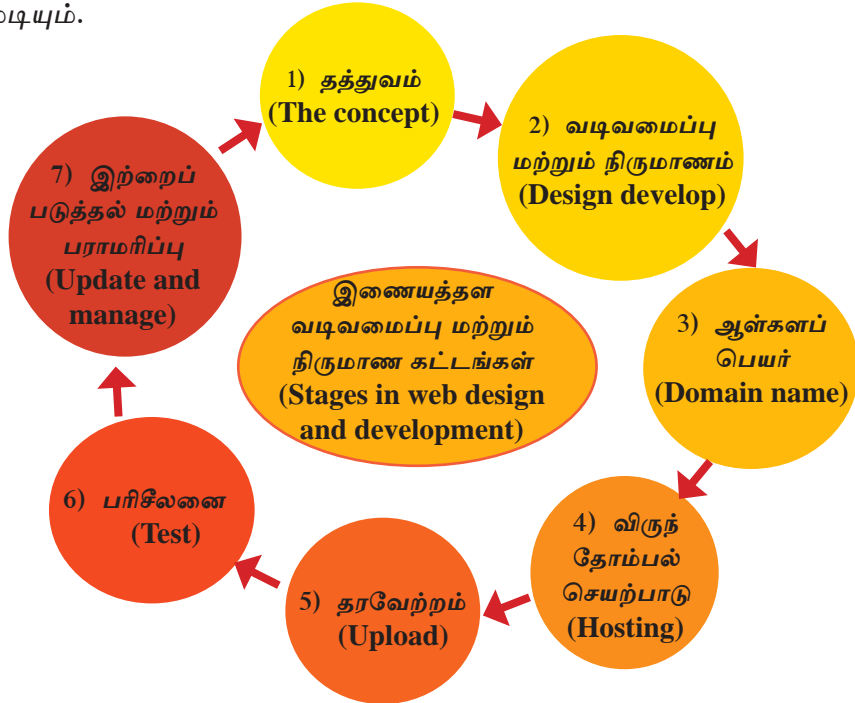 1) தத்துவம்
(The concept)
2) வடிவமைப்பு
மற்றும் நிருமாணம்
(Design develop)
3) ஆள்களப்
பெயர்
(Domain name)
4) விருந்
தோம்பல்
செயற்பாடு
(Hosting)
5) தரவேற்றம்
(Upload)
6) பரிசீலனை
(Test)
7) இற்றைப்
படுத்தல் மற்றும்
பராமரிப்பு
(Update and
manage)
இணையத்தள
வடிவமைப்பு மற்றும்
நிருமாண கட்டங்கள்
(Stages in web design
and development)